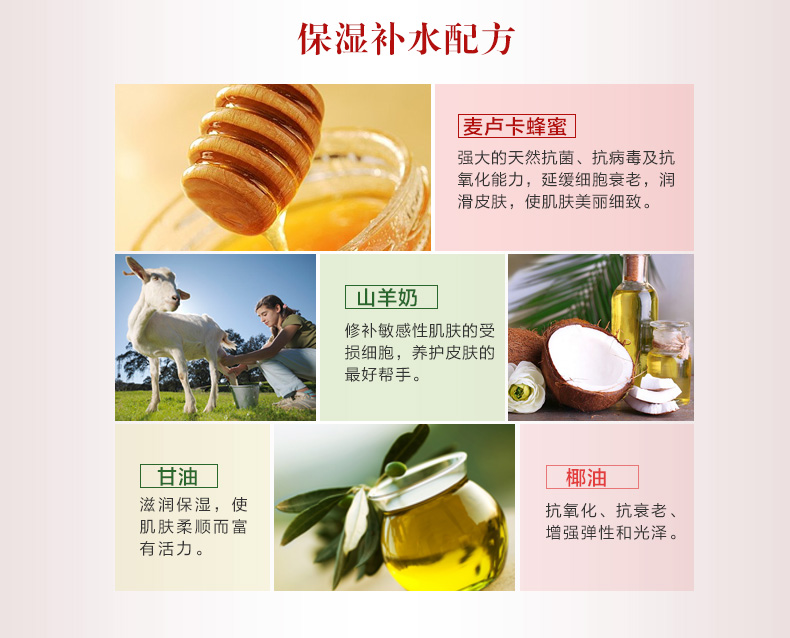 保湿补水配方
麦卢卡蜂蜜
强大的天然抗菌、抗病毒及抗
氧化能力，延缓细胞衰老，润
滑皮肤，使肌肤美丽细致。
山羊奶
修补敏感性肌肤的受
损细胞，养护皮肤的
最好帮手。
甘油
滋润保湿，使
肌肤柔顺而富
有活力。
椰油
抗氧化、抗衰老、
增强弹性和光泽。